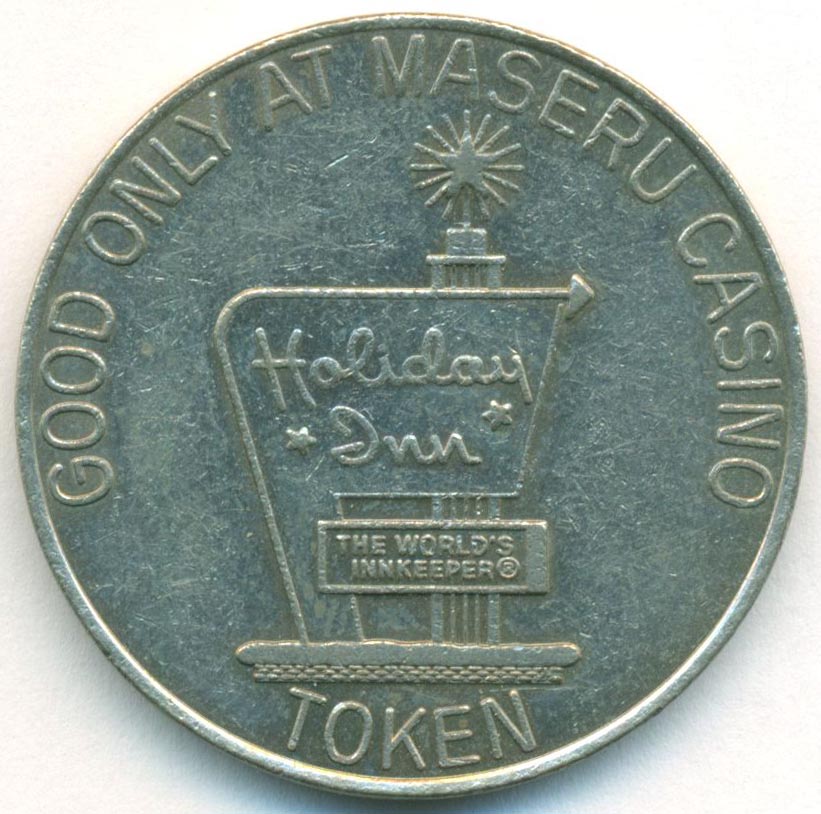 GOOD ONLY AT MASERU CASINO
Holiday
Inn
THE WORLD'S
INNKEEPER®
TOKEN